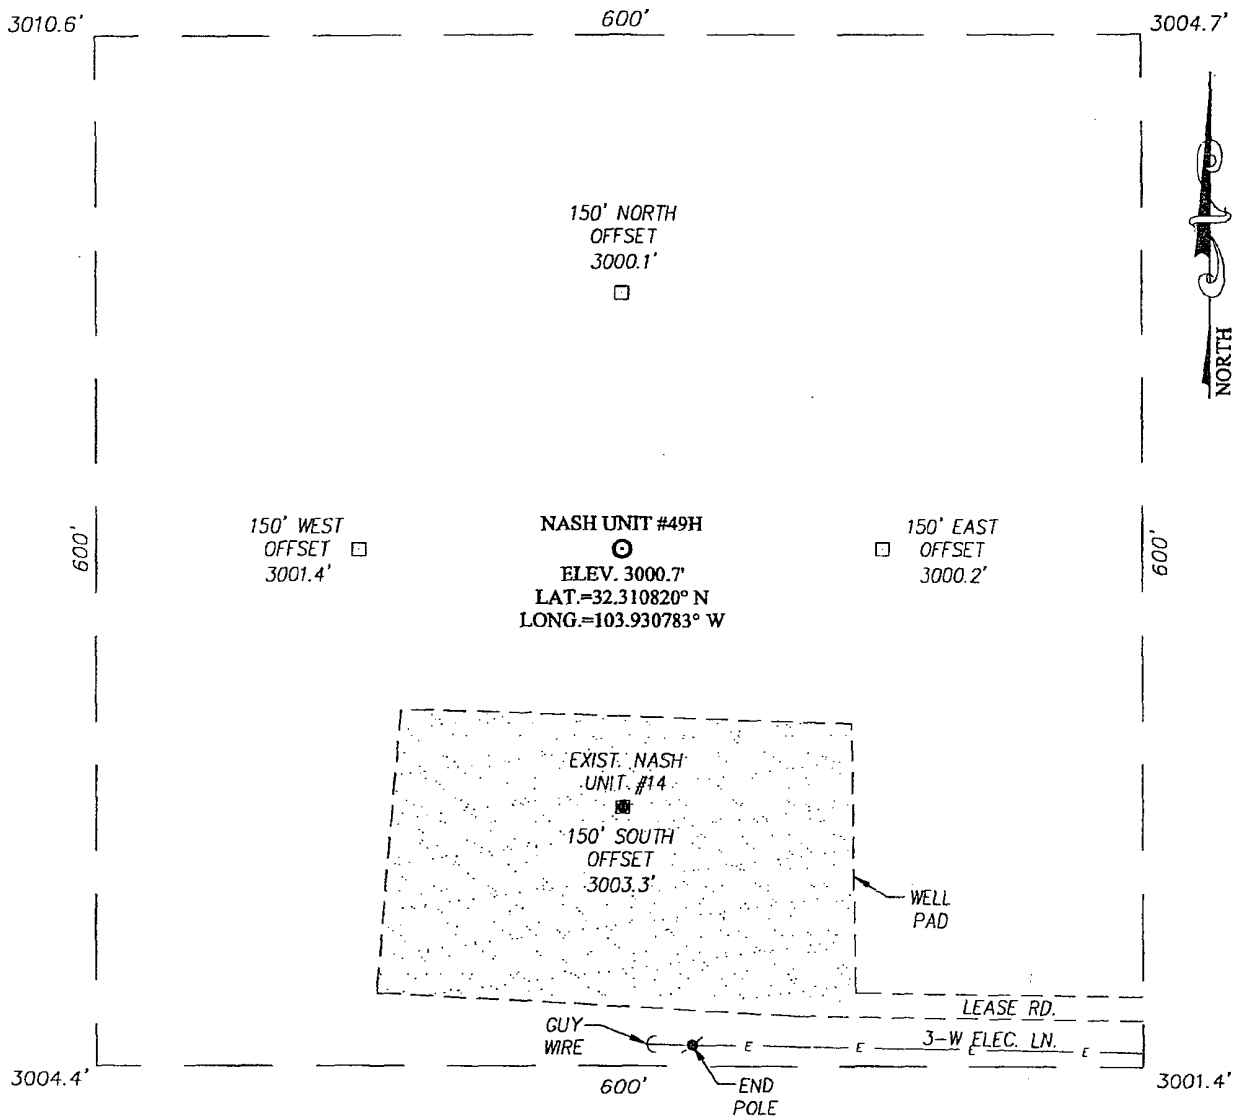 3010.6'
600'
3004.7'
NORTH
150' NORTH
OFFSET
3000.1'
600'
150' WEST
OFFSET
3001.4'
NASH UNIT #49H
ELEV. 3000.7'
LAT.=32.310820° N
LONG.=103.930783° W
150' EAST
OFFSET
3000.2'
600'
EXIST. NASH
UNIT #14
150' SOUTH
OFFSET
3003.3'
WELL
PAD
LEASE RD.
GUY
WIRE
3-W ELEC. LN.
E
E
E
E
END
POLE
3004.4'
600'
3001.4'